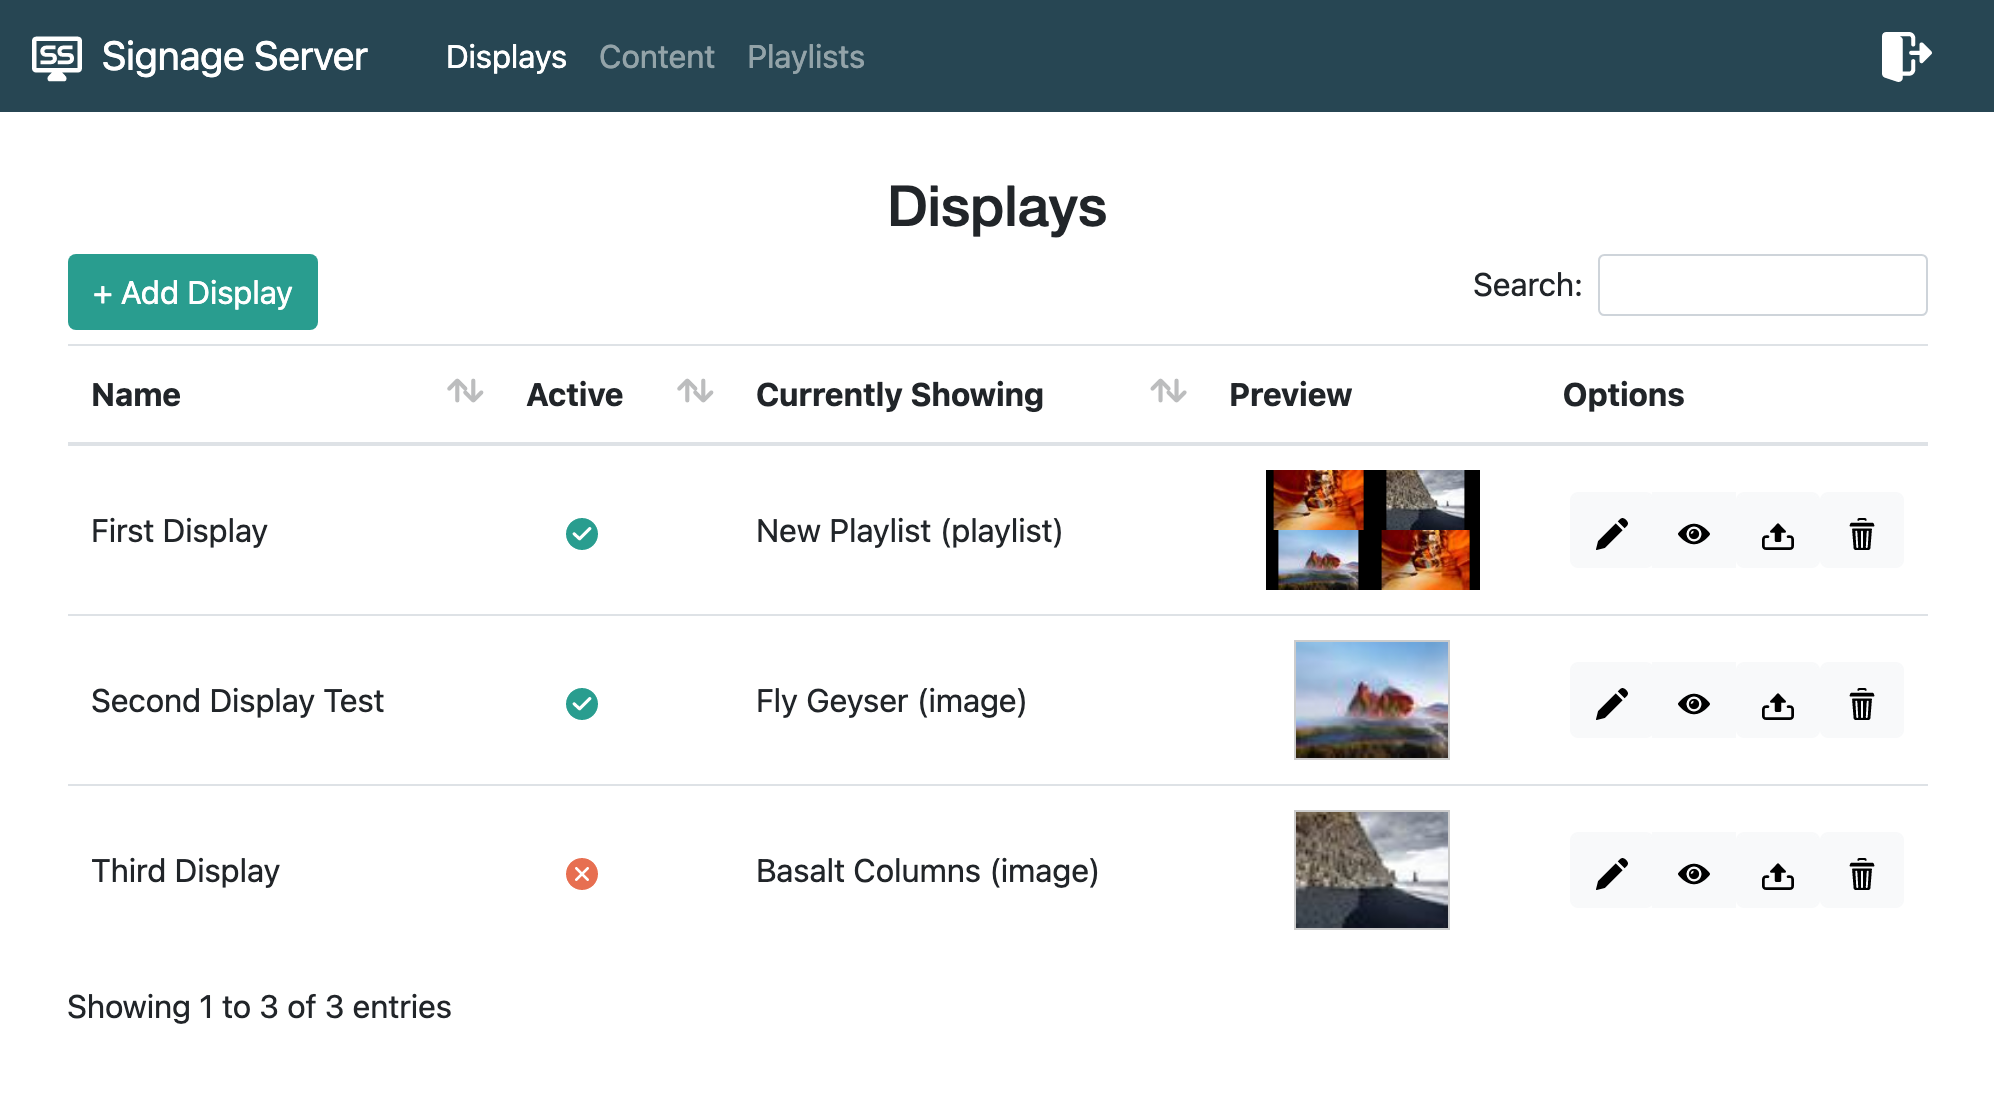 SS Signage Server Displays Content Playlists
Displays
+ Add Display Search:
Name Active Currently Showing Preview Options
First Display New Playlist (playlist)
Second Display Test Fly Geyser (image)
Third Display Basalt Columns (image)
Showing 1 to 3 of 3 entries